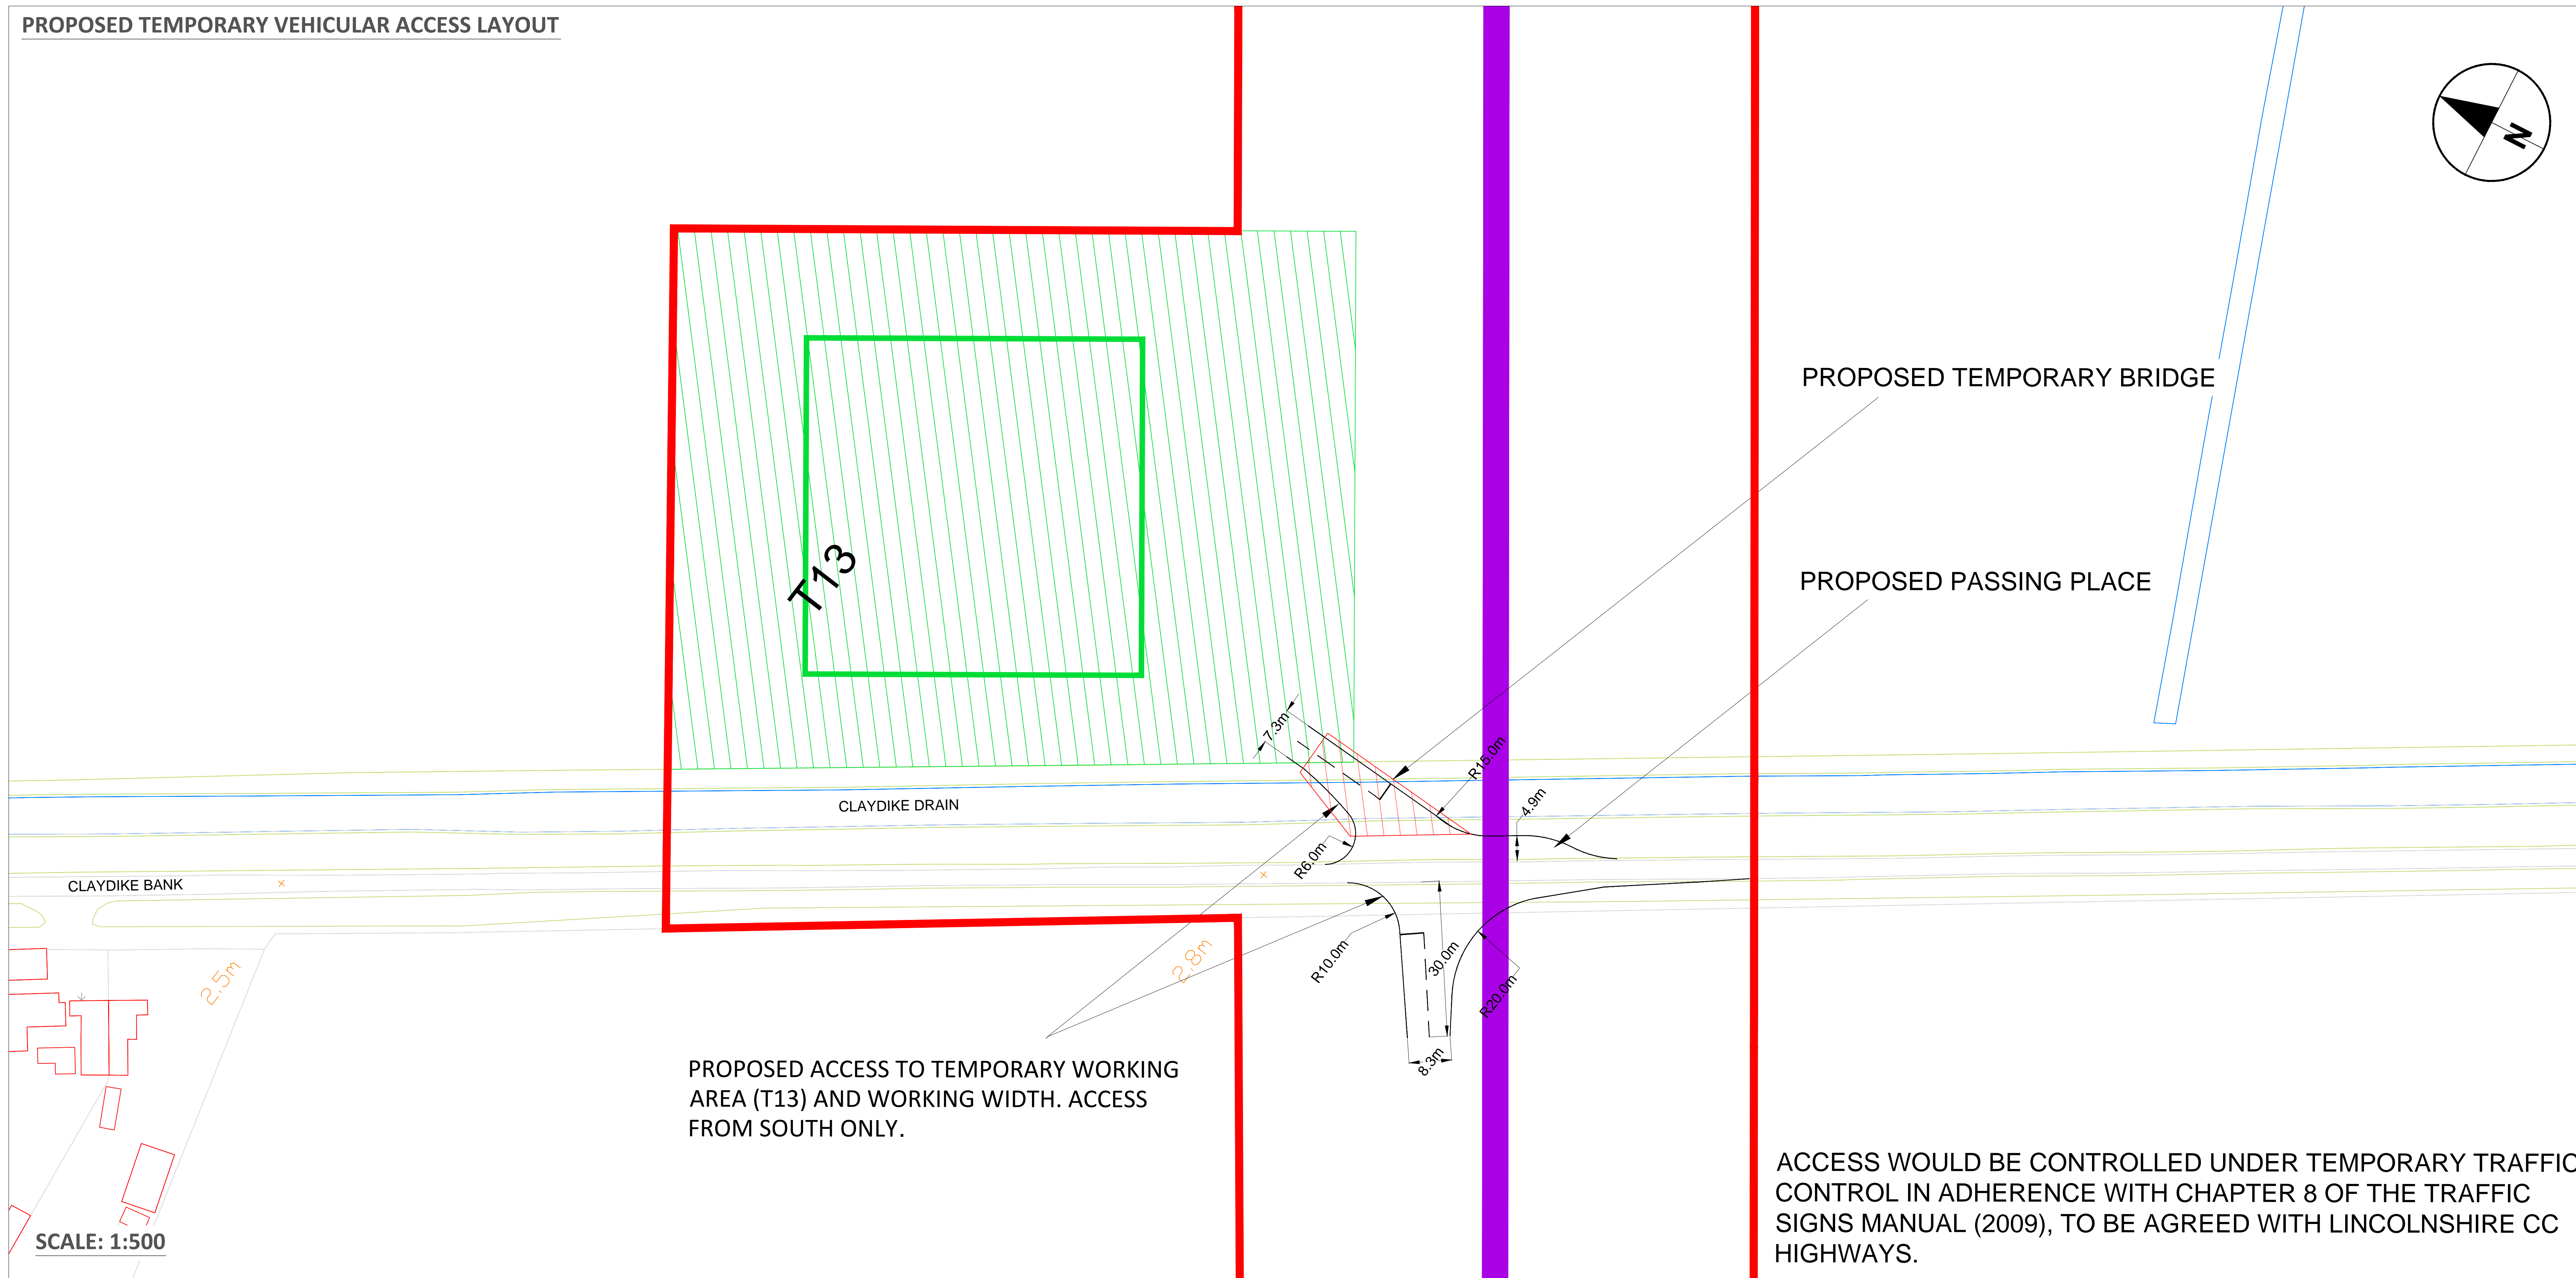 PROPOSED TEMPORARY VEHICULAR ACCESS LAYOUT
N
PROPOSED TEMPORARY BRIDGE
T13
PROPOSED PASSING PLACE
7.3m
R15.0m
4.9m
CLAYDIKE DRAIN
R6.0m
CLAYDIKE BANK
2.5m
2.8m
R10.0m
30.0m
R20.0m
8.3m
PROPOSED ACCESS TO TEMPORARY WORKING
AREA (T13) AND WORKING WIDTH. ACCESS
FROM SOUTH ONLY.
ACCESS WOULD BE CONTROLLED UNDER TEMPORARY TRAFFIC
CONTROL IN ADHERENCE WITH CHAPTER 8 OF THE TRAFFIC
SIGNS MANUAL (2009), TO BE AGREED WITH LINCOLNSHIRE CC
HIGHWAYS.
SCALE: 1:500